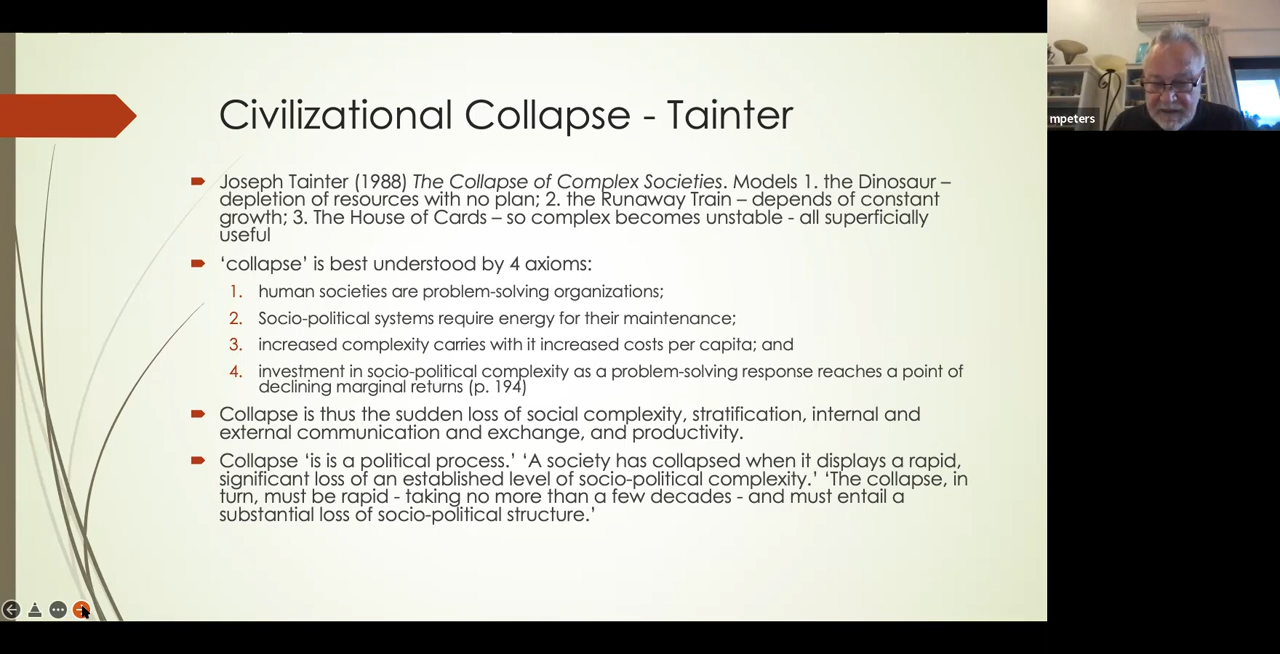 Civilizational Collapse - Tainter
Joseph Tainter (1988) The Collapse of Complex Societies. Models 1. the Dinosaur –
depletion of resources with no plan; 2. the Runaway Train – depends of constant
growth; 3. The House of Cards – so complex becomes unstable - all superficially
useful
‘collapse’ is best understood by 4 axioms:
1. human societies are problem-solving organizations;
2. Socio-political systems require energy for their maintenance;
3. increased complexity carries with it increased costs per capita; and
4. investment in socio-political complexity as a problem-solving response reaches a point of
declining marginal returns (p. 194)
Collapse is thus the sudden loss of social complexity, stratification, internal and
external communication and exchange, and productivity.
Collapse ‘is is a political process.’ ‘A society has collapsed when it displays a rapid,
significant loss of an established level of socio-political complexity.’ ‘The collapse, in
turn, must be rapid - taking no more than a few decades - and must entail a
substantial loss of socio-political structure.’
mpeters